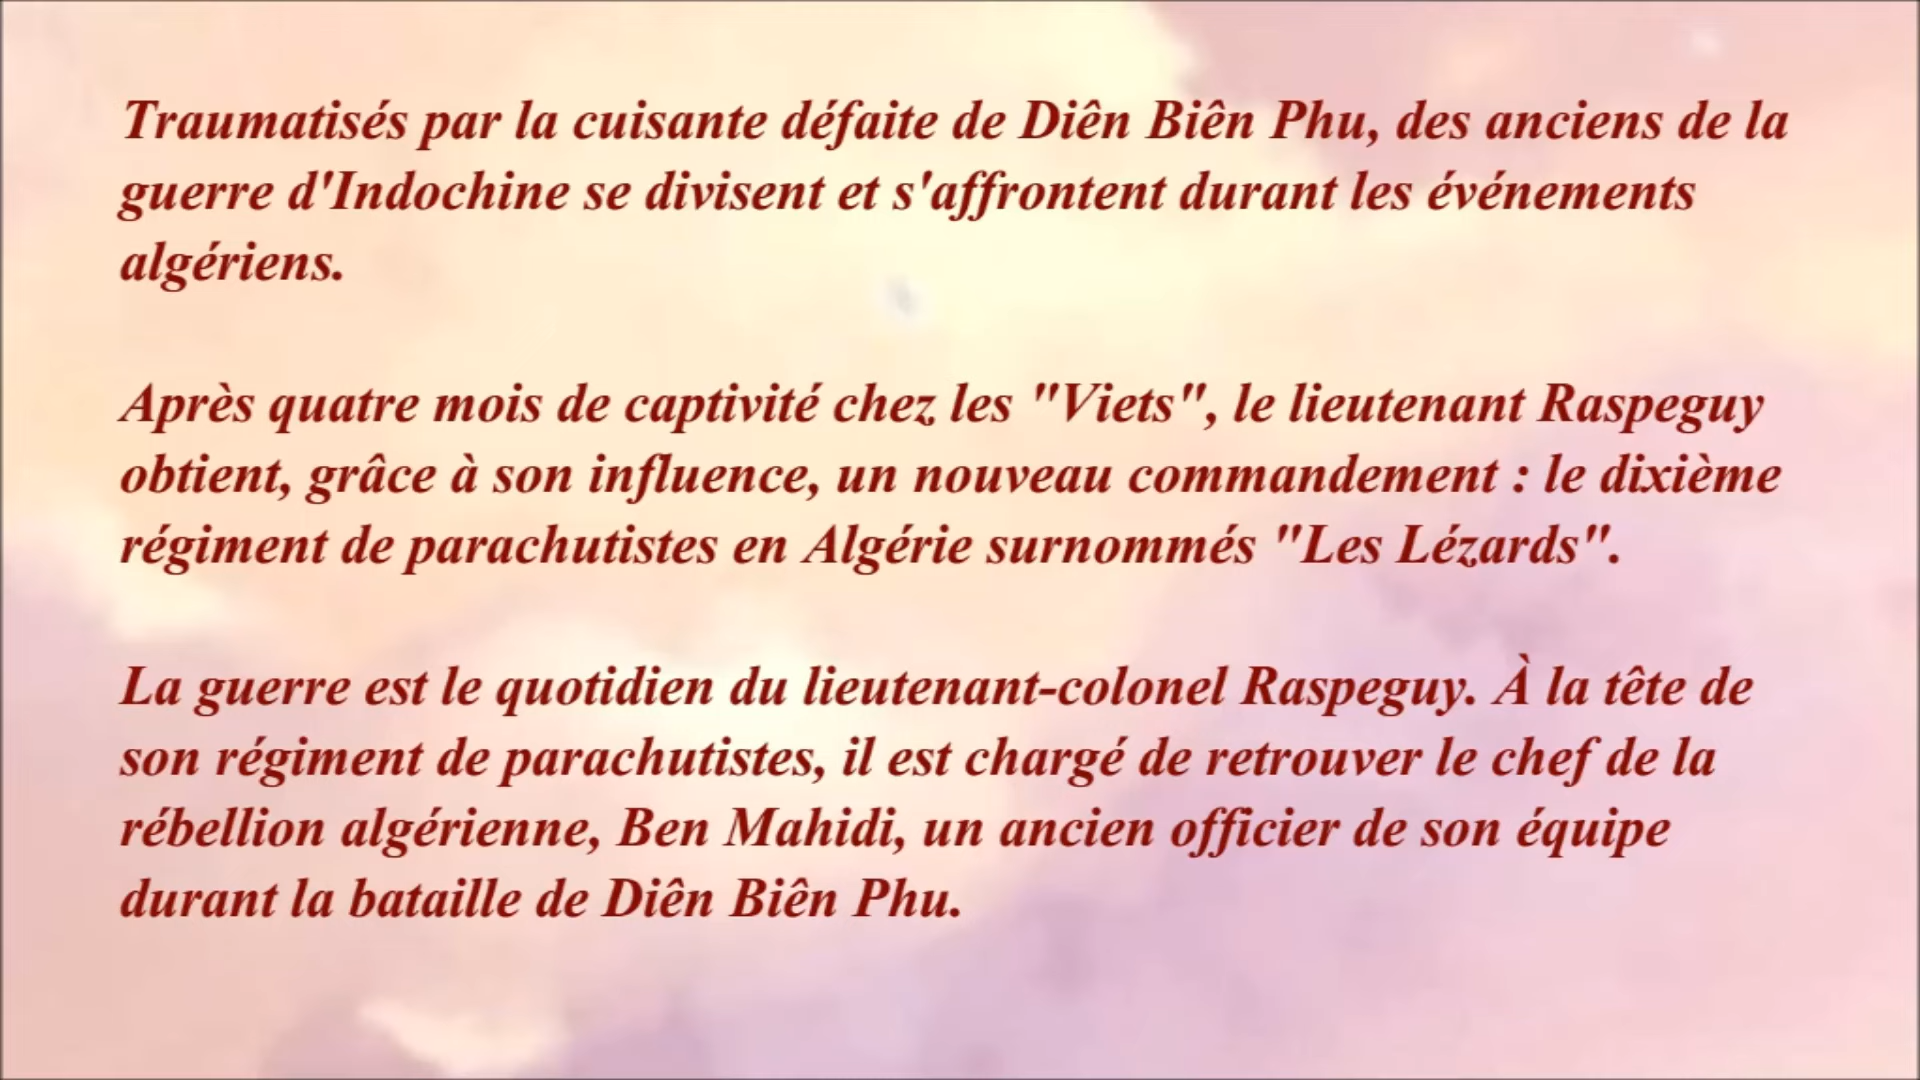 Traumatisés par la cuisante défaite de Diên Biên Phu, des anciens de la
guerre d'Indochine se divisent et s'affrontent durant les événements
algériens.
Après quatre mois de captivité chez les "Viets", le lieutenant Raspeguy
obtient, grâce à son influence, un nouveau commandement : le dixième
régiment de parachutistes en Algérie surnommés "Les Lézards".
La guerre est le quotidien du lieutenant-colonel Raspeguy. À la tête de
son régiment de parachutistes, il est chargé de retrouver le chef de la
rébellion algérienne, Ben Mahidi, un ancien officier de son équipe
durant la bataille de Diên Biên Phu.